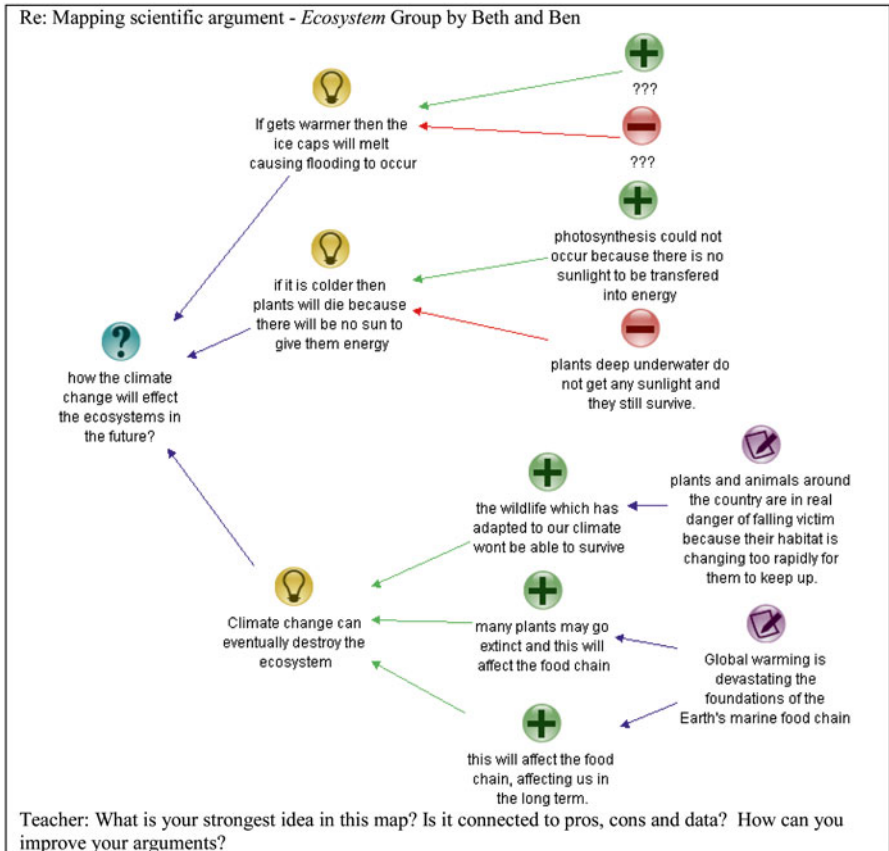 Re: Mapping scientific argument - Ecosystem Group by Beth and Ben
???
If gets warmer then the
ice caps will melt
causing flooding to occur
???
photosynthesis could not
occur because there is no
sunlight to be transfered
into energy
if it is colder then
plants will die because
there will be no sun to
give them energy
plants deep underwater do
not get any sunlight and
they still survive.
?
how the climate
change will effect
the ecosystems in
the future?
the wildlife which has
adapted to our climate
wont be able to survive
plants and animals around
the country are in real
danger of falling victim
because their habitat is
changing too rapidly for
them to keep up.
Climate change can
eventually destroy the
ecosystem
many plants may go
extinct and this will
affect the food chain
Global warming is
devastating the
foundations of the
Earth's marine food chain
this will affect the food
chain, affecting us in
the long term.
Teacher: What is your strongest idea in this map? Is it connected to pros, cons and data? How can you
improve your arguments?